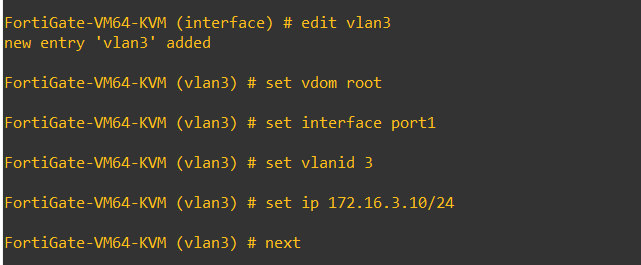 FortiGate-VM64-KVM (interface) # edit vlan3
new entry 'vlan3' added
FortiGate-VM64-KVM (vlan3) # set vdom root
FortiGate-VM64-KVM (vlan3) # set interface port1
FortiGate-VM64-KVM (vlan3) # set vlanid 3
FortiGate-VM64-KVM (vlan3) # set ip 172.16.3.10/24
FortiGate-VM64-KVM (vlan3) # next